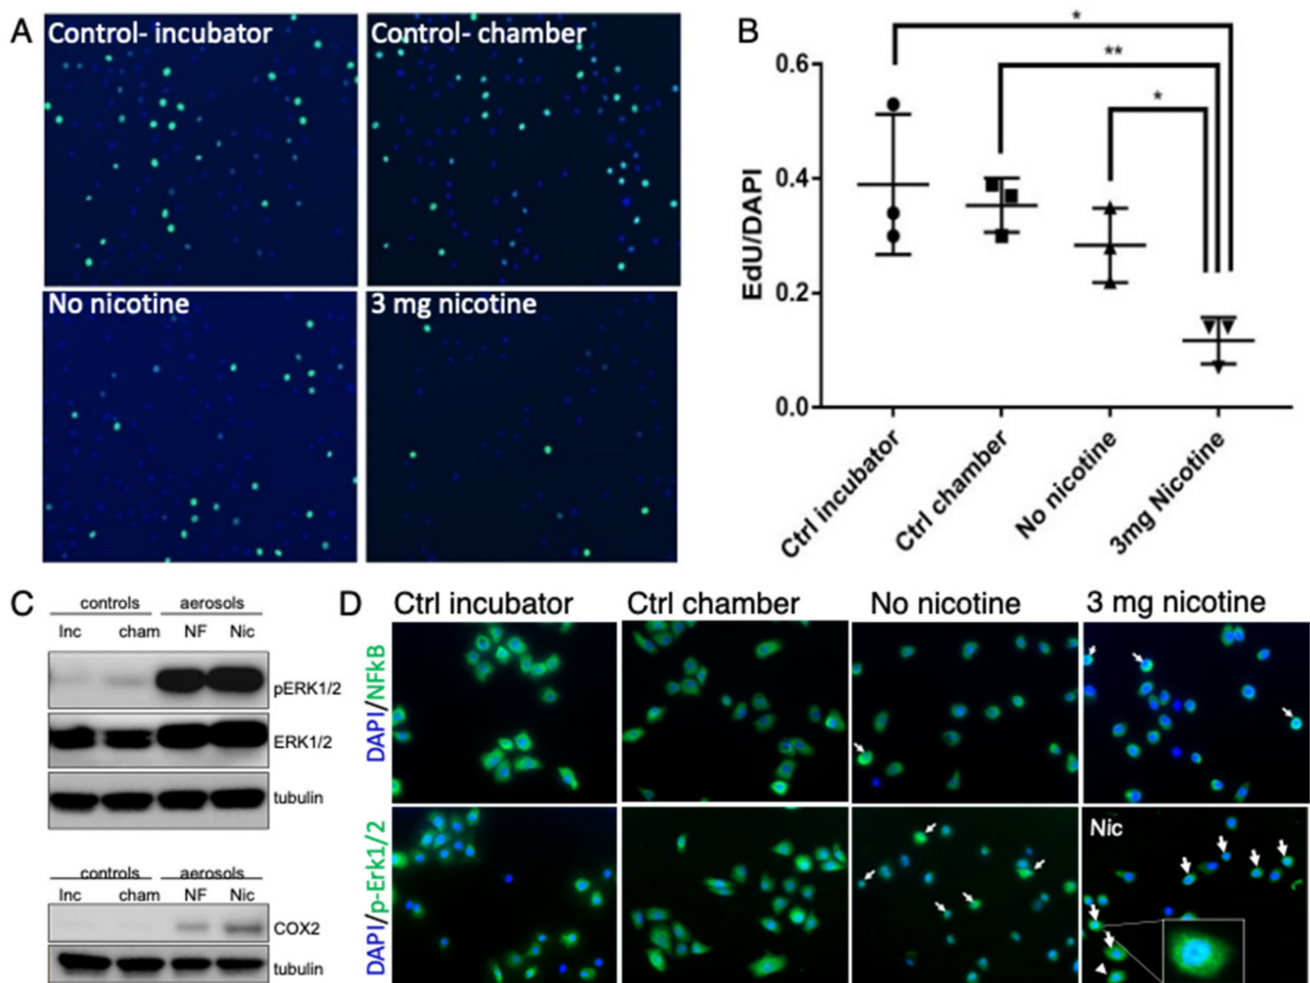 A
Control- incubator
Control- chamber
No nicotine
3 mg nicotine
B
*
**
*
0.6
0.4
0.2
0.0
EdU/DAPI
Ctrl incubator
Ctrl chamber
No nicotine
3mg Nicotine
C
controls aerosols
Inc cham NF Nic
pERK1/2
ERK1/2
tubulin
controls aerosols
Inc cham NF Nic
COX2
tubulin
D
Ctrl incubator Ctrl chamber No nicotine 3 mg nicotine
DAPI/NFkB
DAPI/p-Erk1/2
Nic